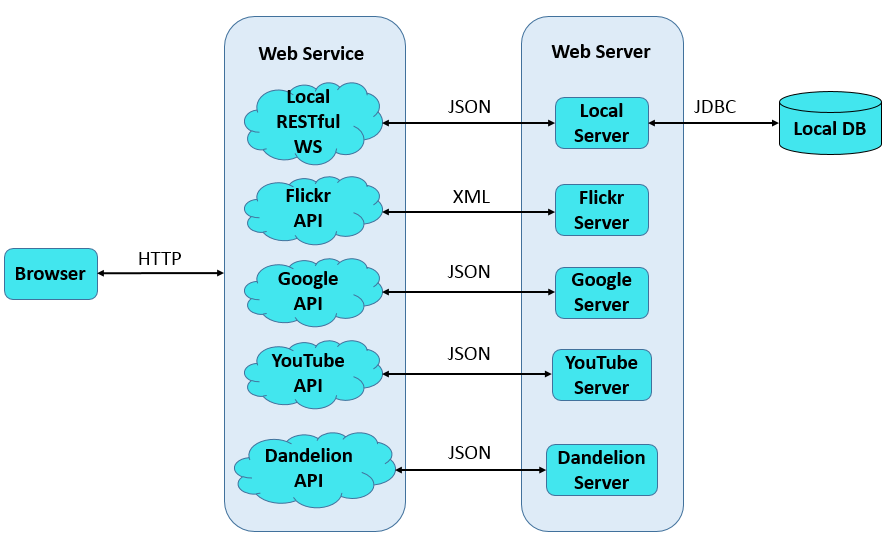 Web Service
Web Server
Local
RESTful
WS
JSON
Local
Server
JDBC
Local DB
Flickr
API
XML
Flickr
Server
Browser
HTTP
Google
API
JSON
Google
Server
YouTube
API
JSON
YouTube
Server
Dandelion
API
JSON
Dandelion
Server